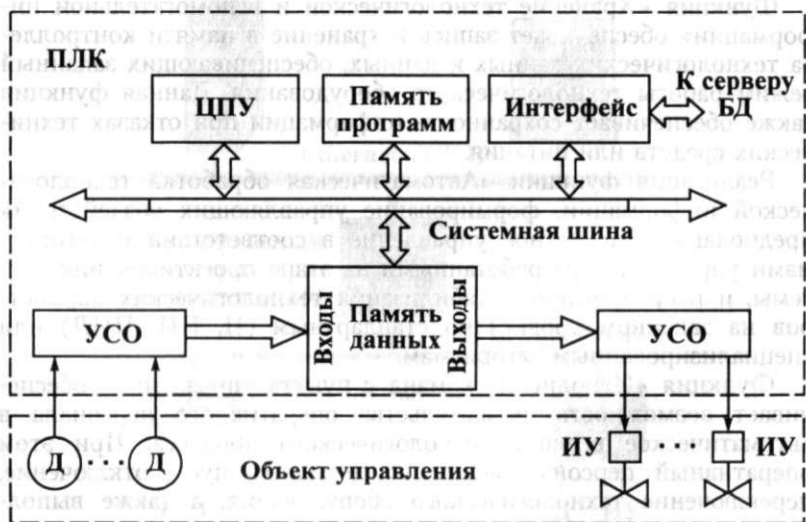 ПЛК
ЦПУ
Память программ
Интерфейс
К серверу БД
Системная шина
УСО
Входы
Память данных
Выходы
УСО
Д
Д
Объект управления
ИУ
ИУ